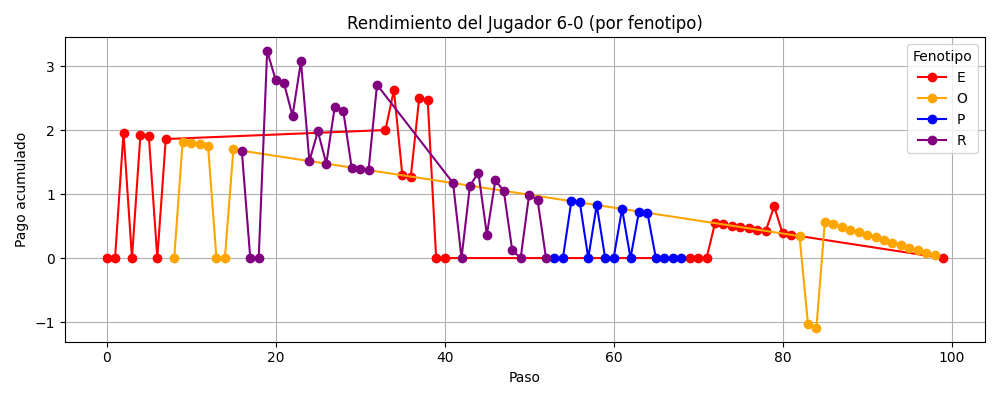 Rendimiento del Jugador 6-0 (por fenotipo)
Pago acumulado
3
2
1
0
−1
Fenotipo
E
O
P
R
0 20 40 60 80 100
Paso